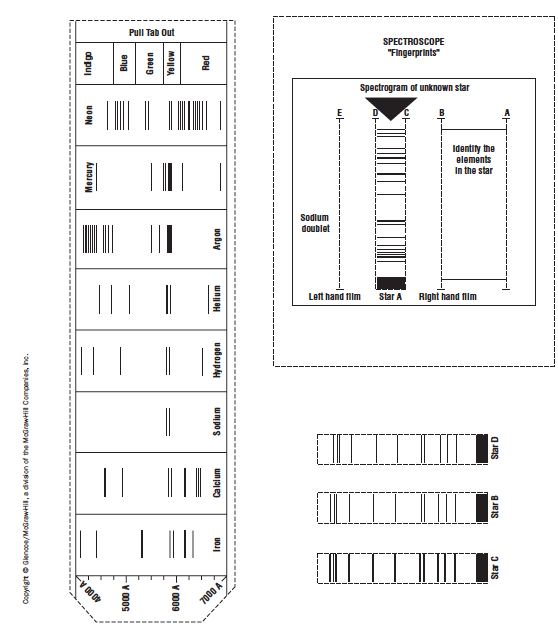 Pull Tab Out
Indigo
Blue
Green
Yellow
Red
Neon
Mercury
Argon
Helium
Hydrogen
Sodium
Calcium
Iron
4000 A
5000 A
6000 A
7000 A
Copyright © Glencoe/McGraw-Hill, a division of the McGraw-Hill Companies, Inc.
SPECTROSCOPE
"Fingerprints"
Spectrogram of unknown star
E D C B A
Identify the
elements
in the star
Sodium
doublet
Left hand film Star A Right hand film
Star D
Star B
Star C